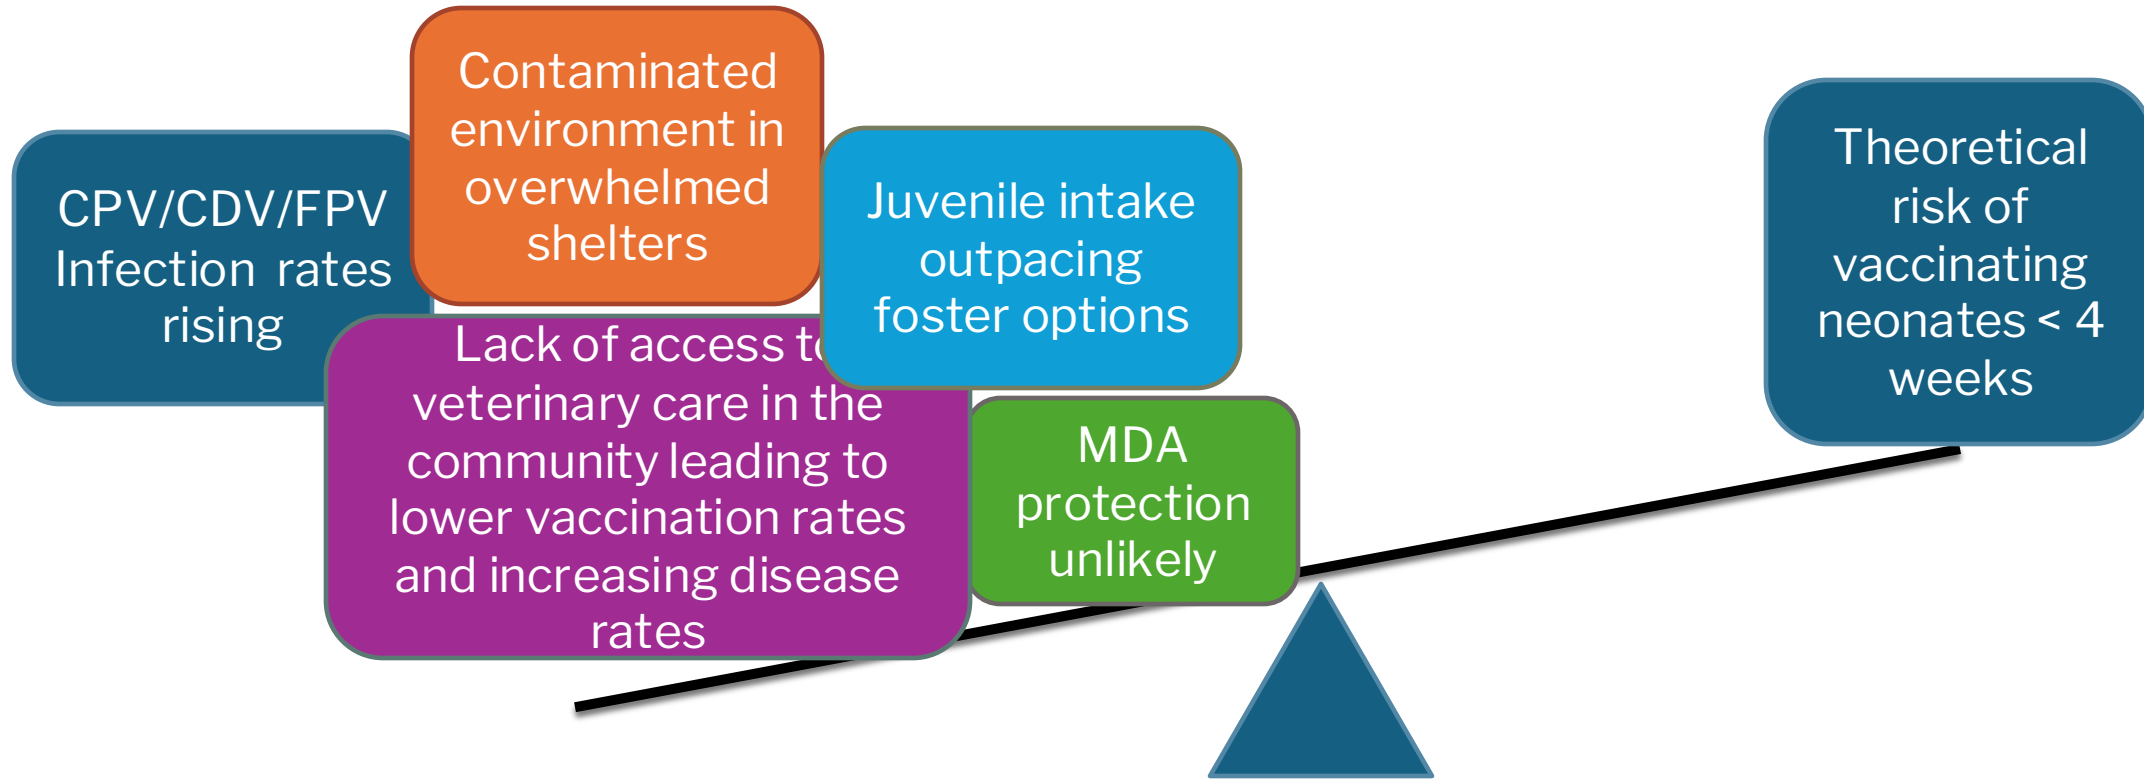 CPV/CDV/FPV
Infection rates
rising
Contaminated
environment in
overwhelmed
shelters
Juvenile intake
outpacing
foster options
Lack of access to
veterinary care in the
community leading to
lower vaccination rates
and increasing disease
rates
MDA
protection
unlikely
Theoretical
risk of
vaccinating
neonates < 4
weeks